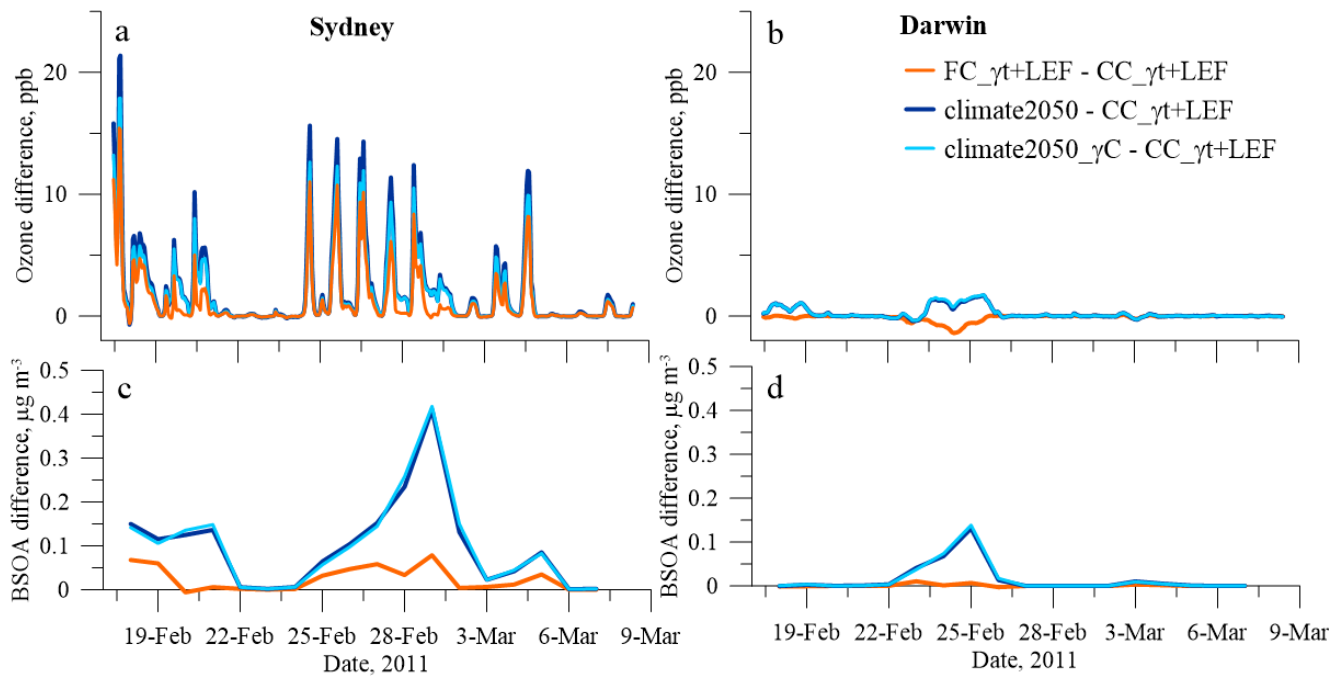 a
Sydney
Ozone difference, ppb
20
10
0
b
Darwin
Ozone difference, ppb
20
10
0
FC_γt+LEF - CC_γt+LEF
climate2050 - CC_γt+LEF
climate2050_γC - CC_γt+LEF
c
BSOA difference, µg m⁻³
0.5
0.4
0.3
0.2
0.1
0
19-Feb 22-Feb 25-Feb 28-Feb 3-Mar 6-Mar 9-Mar
Date, 2011
d
BSOA difference, µg m⁻³
0.5
0.4
0.3
0.2
0.1
0
19-Feb 22-Feb 25-Feb 28-Feb 3-Mar 6-Mar 9-Mar
Date, 2011